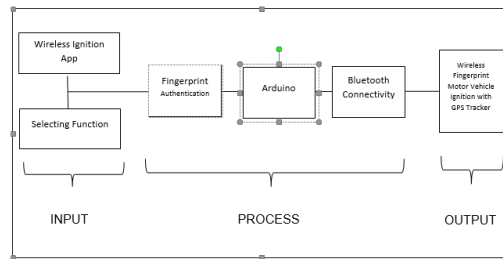 Wireless Ignition
App
Selecting Function
Fingerprint
Authentication
Arduino
Bluetooth
Connectivity
Wireless
Fingerprint
Motor Vehicle
Ignition with
GPS Tracker
INPUT
PROCESS
OUTPUT